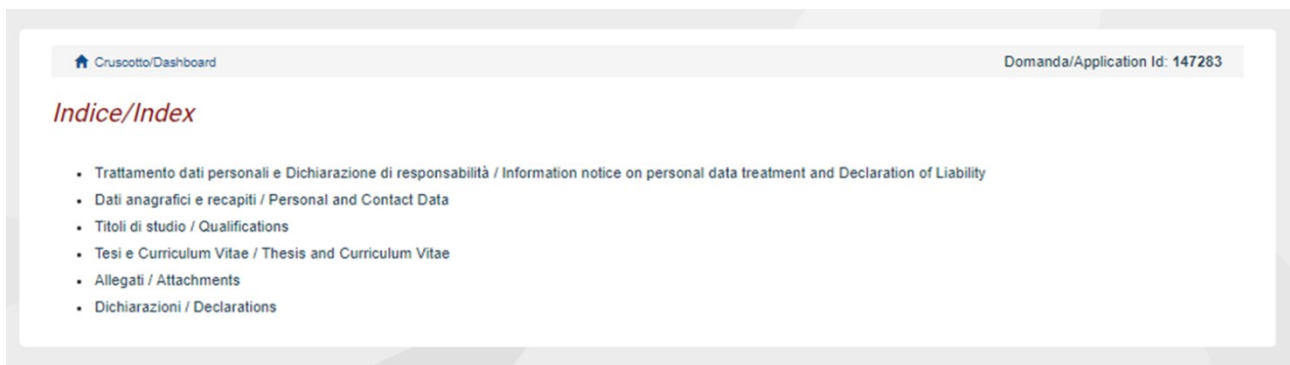 Cruscotto/Dashboard
Domanda/Application Id: 147283
Indice/Index
Trattamento dati personali e Dichiarazione di responsabilità / Information notice on personal data treatment and Declaration of Liability
Dati anagrafici e recapiti / Personal and Contact Data
Titoli di studio / Qualifications
Tesi e Curriculum Vitae / Thesis and Curriculum Vitae
Allegati / Attachments
Dichiarazioni / Declarations